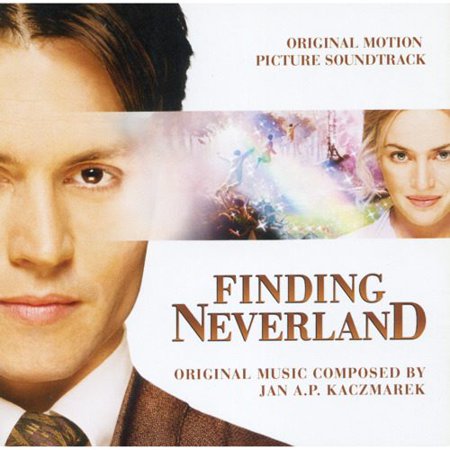 ORIGINAL MOTION
PICTURE SOUNDTRACK
FINDING
NEVERLAND
ORIGINAL MUSIC COMPOSED BY
JAN A.P. KACZMAREK